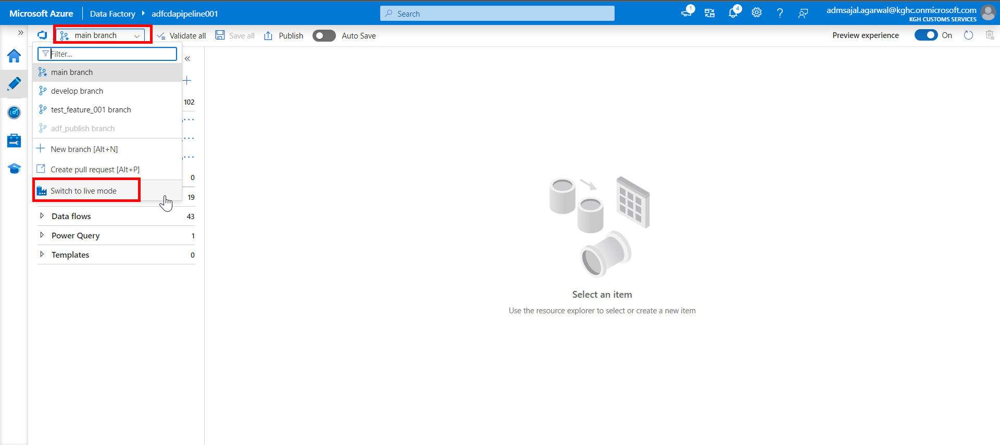 Microsoft Azure
Data Factory
adfcdapipeline001
Search
1
4
admsajal.agarwal@kghc.onmicrosoft.com
KGH CUSTOMS SERVICES
main branch
Validate all
Save all
Publish
Auto Save
Preview experience
On
Filter...
main branch
develop branch
102
test_feature_001 branch
adf_publish branch
New branch [Alt+N]
Create pull request [Alt+P]
0
Switch to live mode
19
Data flows 43
Power Query 1
Templates 0
Select an item
Use the resource explorer to select or create a new item